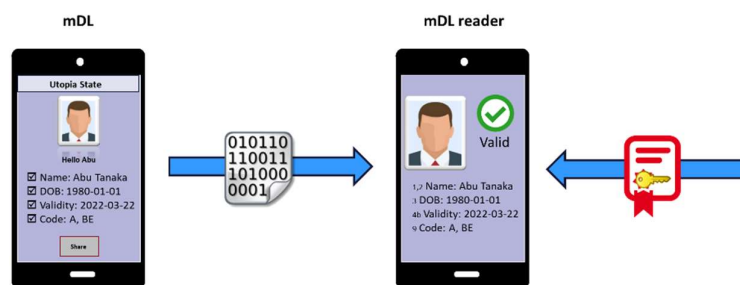 mDL
Utopia State
Hello Abu
Name: Abu Tanaka
DOB: 1980-01-01
Validity: 2022-03-22
Code: A, BE
Share
010110
110011
101000
0001
mDL reader
Valid
1,2 Name: Abu Tanaka
3 DOB: 1980-01-01
4b Validity: 2022-03-22
9 Code: A, BE